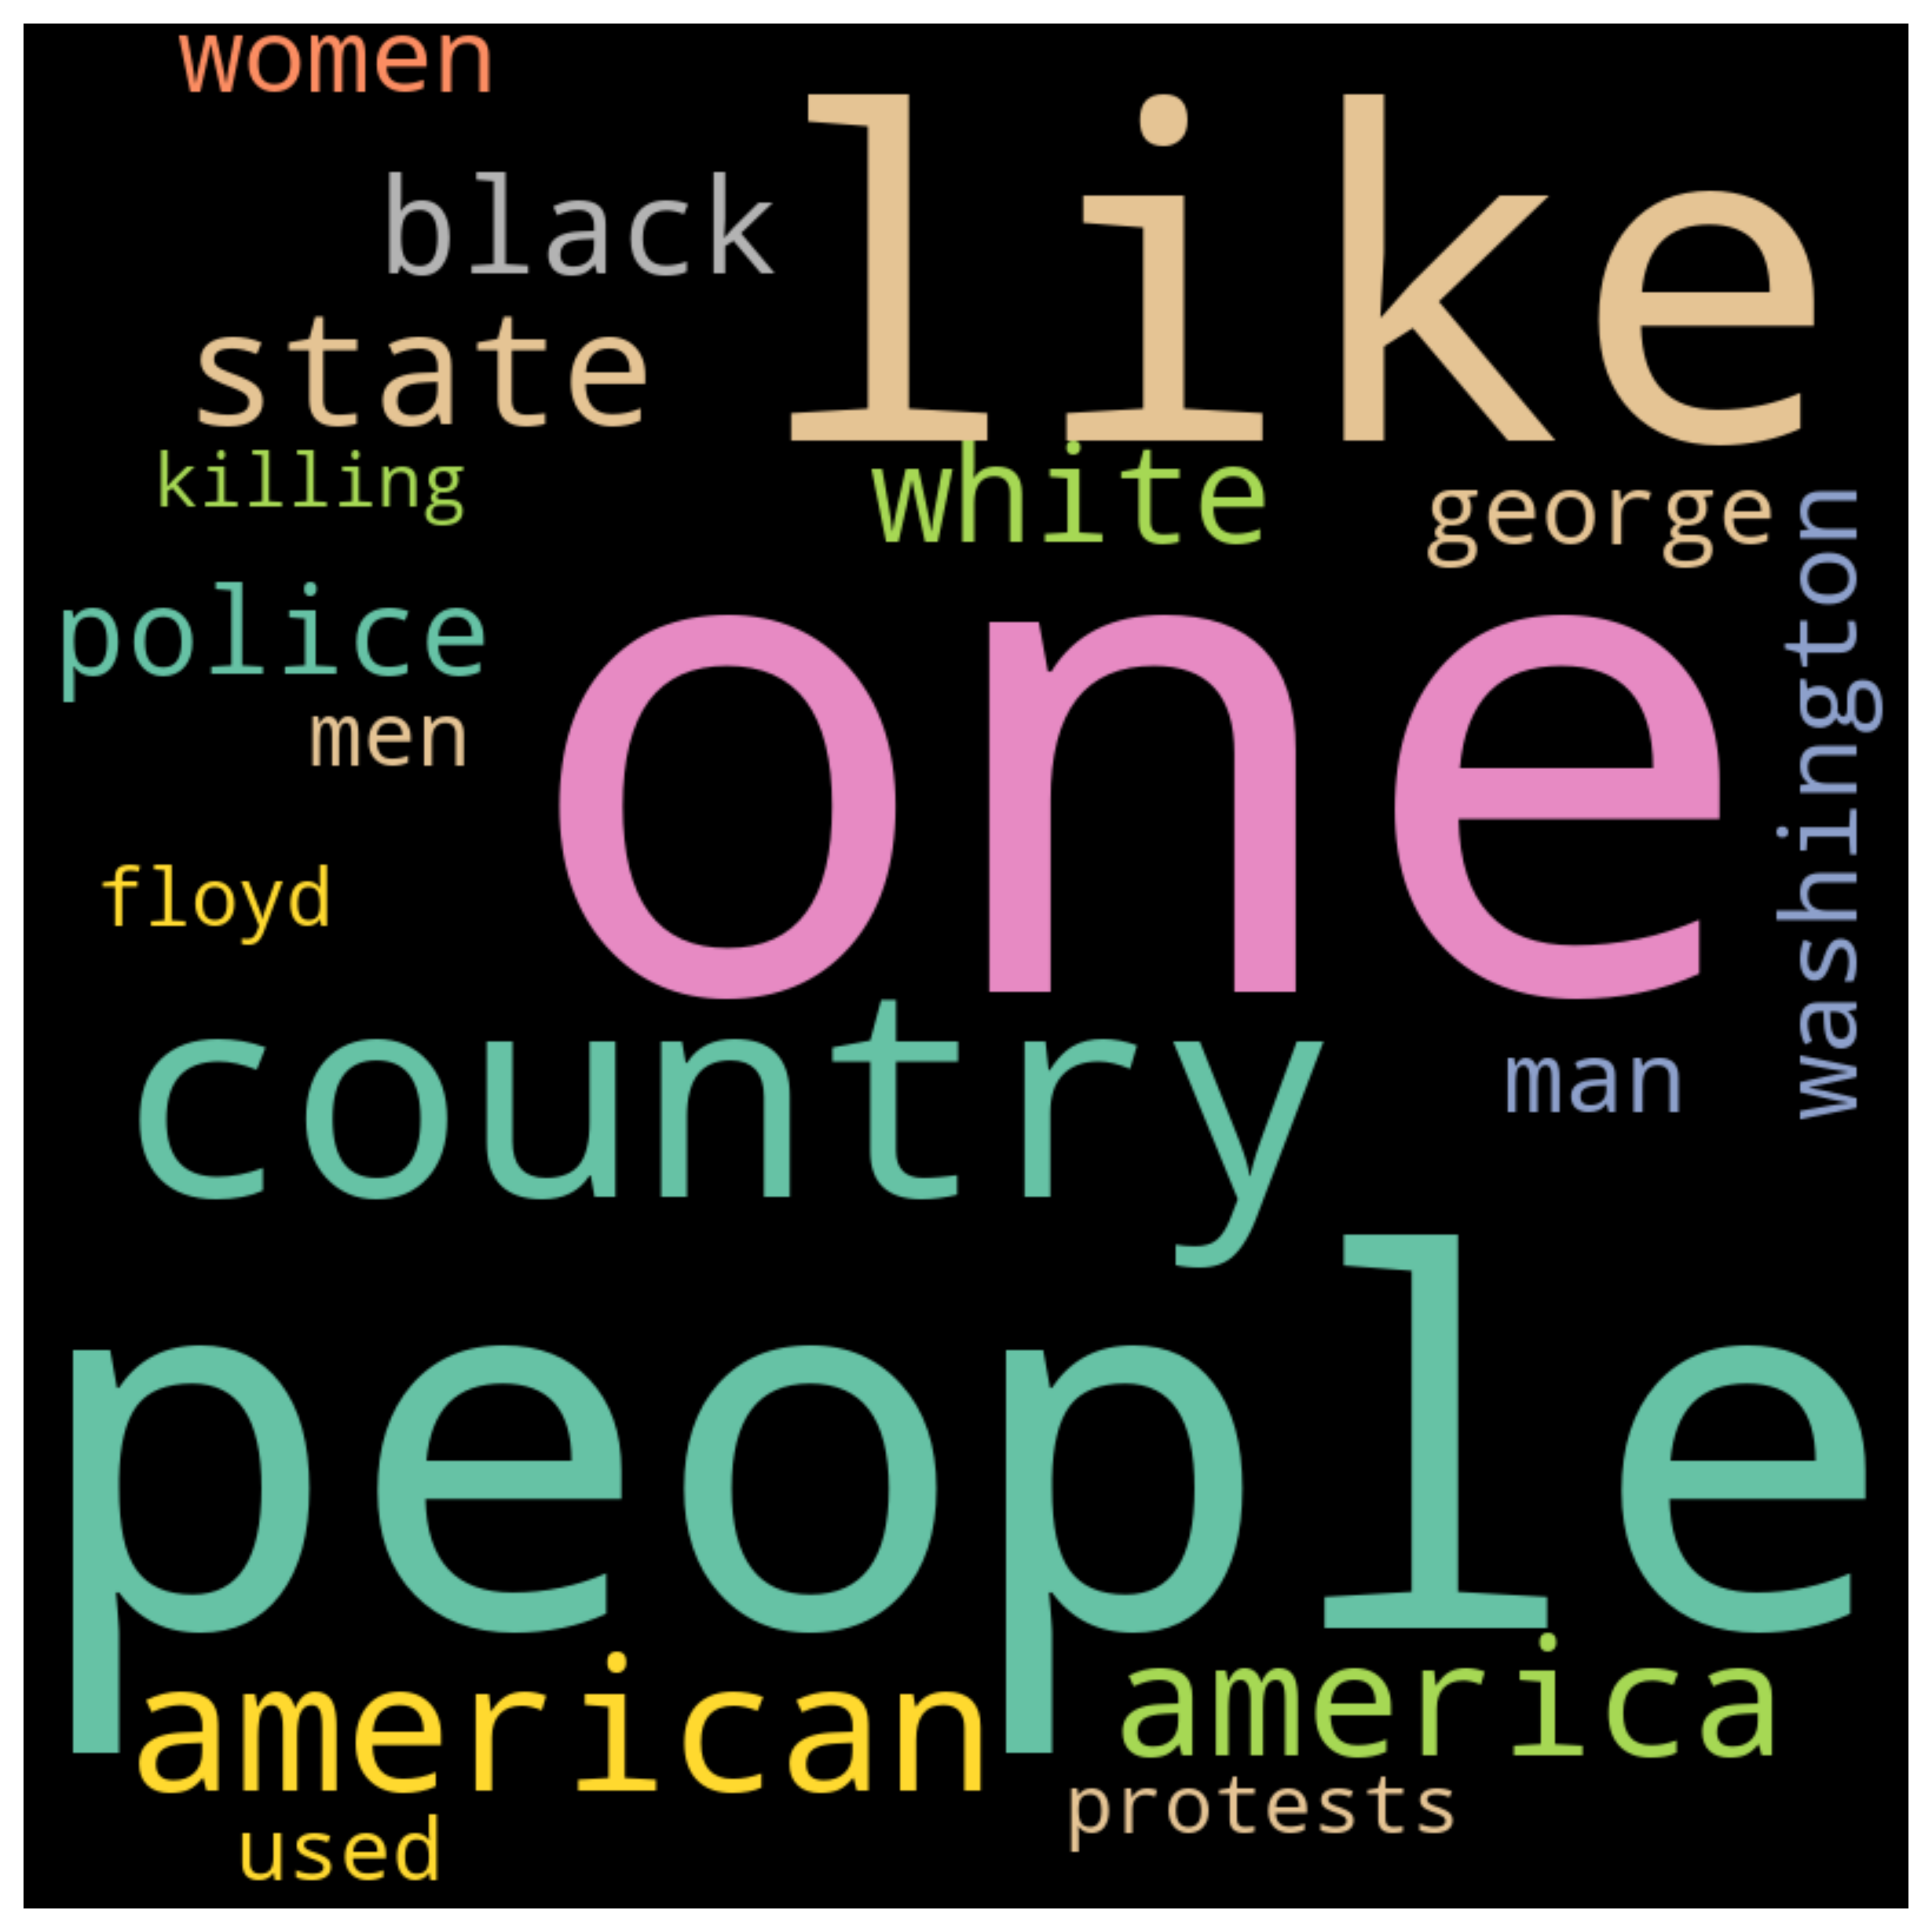 women
like
black
state
killing
white
george
washington
police
men
one
floyd
country
man
people
american
america
protests
used